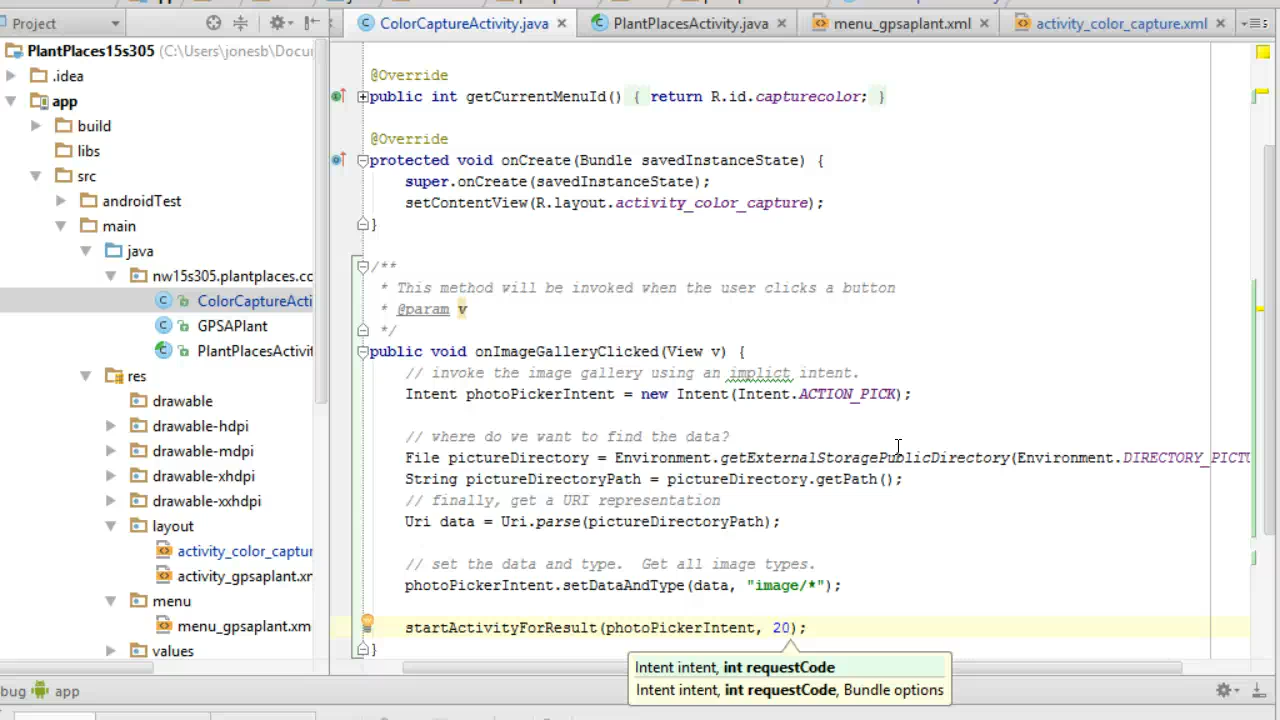 Project
ColorCaptureActivity.java
PlantPlacesActivity.java
menu_gpsaplant.xml
activity_color_capture.xml
PlantPlaces15s305 (C:\Users\jonesb\Docu
.idea
app
build
libs
src
androidTest
main
java
nw15s305.plantplaces.cc
ColorCaptureActi
GPSAPlant
PlantPlacesActivit
res
drawable
drawable-hdpi
drawable-mdpi
drawable-xhdpi
drawable-xxhdpi
layout
activity_color_captur
activity_gpsaplant.xn
menu
menu_gpsaplant.xm
values
@Override
public int getCurrentMenuId() { return R.id.capturecolor; }
@Override
protected void onCreate(Bundle savedInstanceState) {
super.onCreate(savedInstanceState);
setContentView(R.layout.activity_color_capture);
}
/**
* This method will be invoked when the user clicks a button
* @param v
*/
public void onImageGalleryClicked(View v) {
// invoke the image gallery using an implict intent.
Intent photoPickerIntent = new Intent(Intent.ACTION_PICK);
// where do we want to find the data?
File pictureDirectory = Environment.getExternalStoragePublicDirectory(Environment.DIRECTORY_PICTU
String pictureDirectoryPath = pictureDirectory.getPath();
// finally, get a URI representation
Uri data = Uri.parse(pictureDirectoryPath);
// set the data and type.  Get all image types.
photoPickerIntent.setDataAndType(data, "image/*");
startActivityForResult(photoPickerIntent, 20);
}
Intent intent, int requestCode
Intent intent, int requestCode, Bundle options
bug app